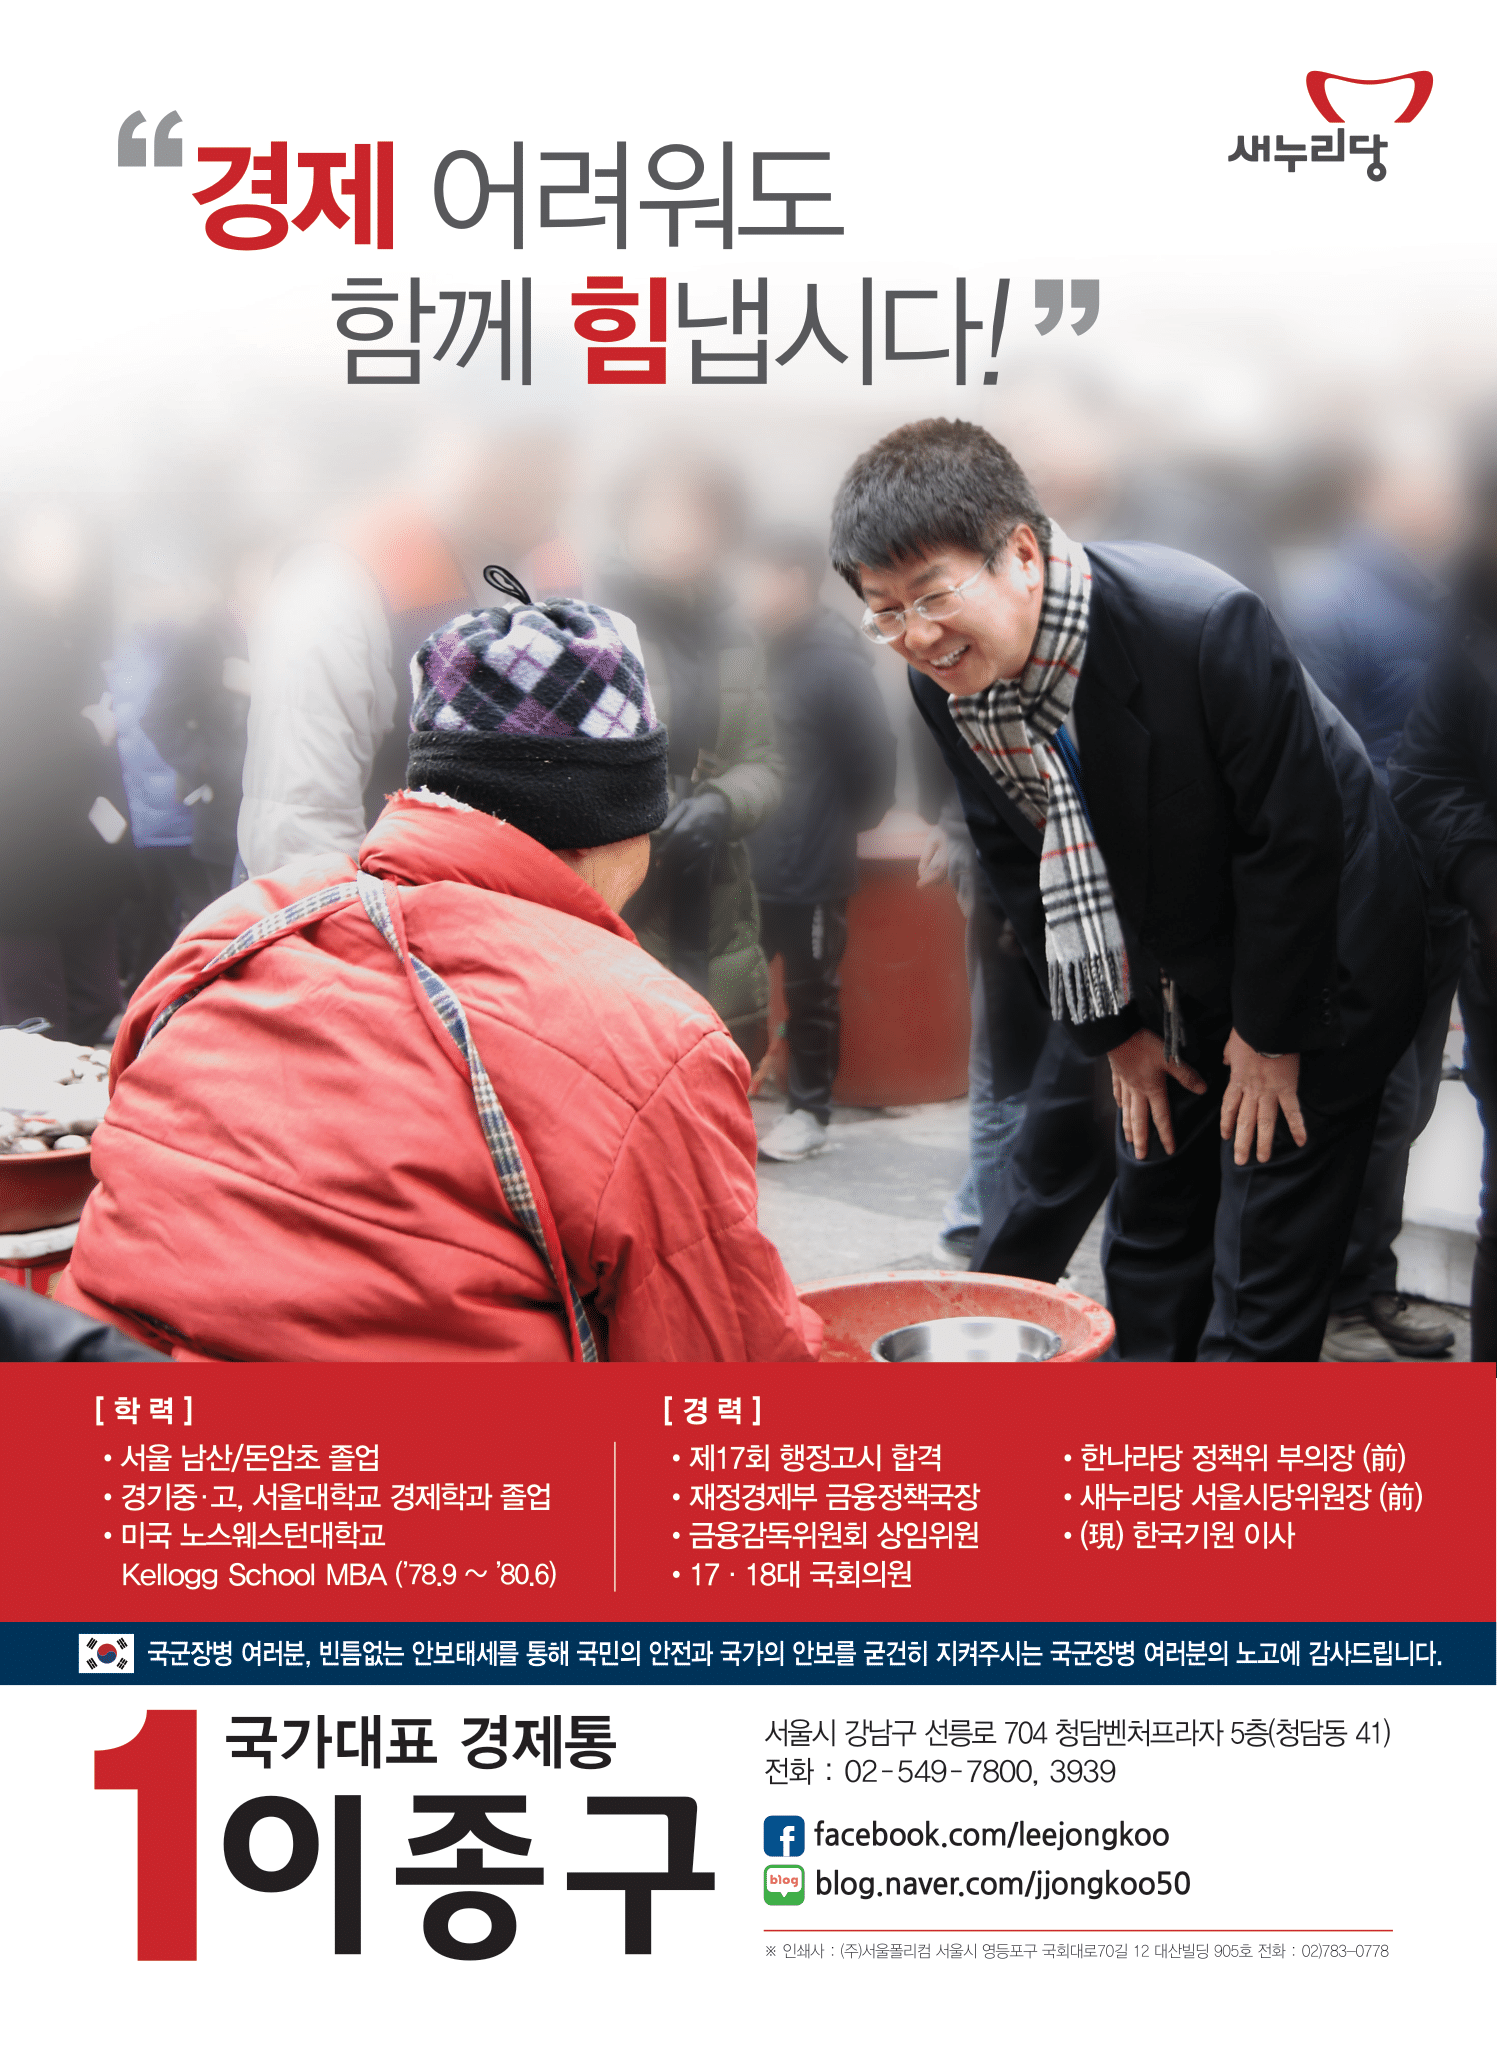 새누리당
“경제 어려워도
함께 힘냅시다!”
[ 학 력 ]
• 서울 남산/돈암초 졸업
• 경기중·고, 서울대학교 경제학과 졸업
• 미국 노스웨스턴대학교
Kellogg School MBA (’78.9 ~ ’80.6)
[ 경 력 ]
• 제17회 행정고시 합격
• 재정경제부 금융정책국장
• 금융감독위원회 상임위원
• 17 · 18대 국회의원
• 한나라당 정책위 부의장 (前)
• 새누리당 서울시당위원장 (前)
• (現) 한국기원 이사
국군장병 여러분, 빈틈없는 안보태세를 통해 국민의 안전과 국가의 안보를 굳건히 지켜주시는 국군장병 여러분의 노고에 감사드립니다.
1
국가대표 경제통
이종구
서울시 강남구 선릉로 704 청담벤처프라자 5층(청담동 41)
전화 : 02-549-7800, 3939
f facebook.com/leejongkoo
blog blog.naver.com/jjongkoo50
※ 인쇄사 : (주)서울폴리컴 서울시 영등포구 국회대로70길 12 대산빌딩 905호 전화 : 02)783-0778